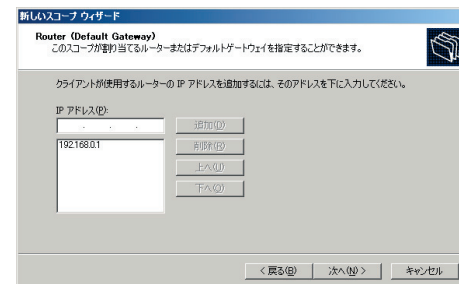 新しいスコープ ウィザード
Router (Default Gateway)
このスコープが割り当てるルーターまたはデフォルトゲートウェイを指定することができます。
クライアントが使用するルーターの IP アドレスを追加するには、そのアドレスを下に入力してください。
IP アドレス(P):
. . .
追加(D)
192.168.0.1
削除(R)
上へ(U)
下へ(O)
< 戻る(B)
次へ(N) >
キャンセル